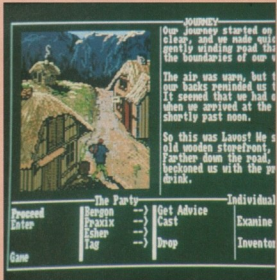 JOURNEY
Our journey started on
clear, and we made quic
gently winding road tha
the boundaries of our v
The air was warm, but t
our backs reminded us t
It seemed that we had
when we arrived at the
shortly past noon.
So this was Lavos! We
old wooden storefront,
Farther down the road,
beckoned us with the pr
drink.
The Party Individual
Proceed Bergon --> Get Advice
Enter Praxix --> Cast Examine
Esher -->
Tag --> Drop Inventor
Game